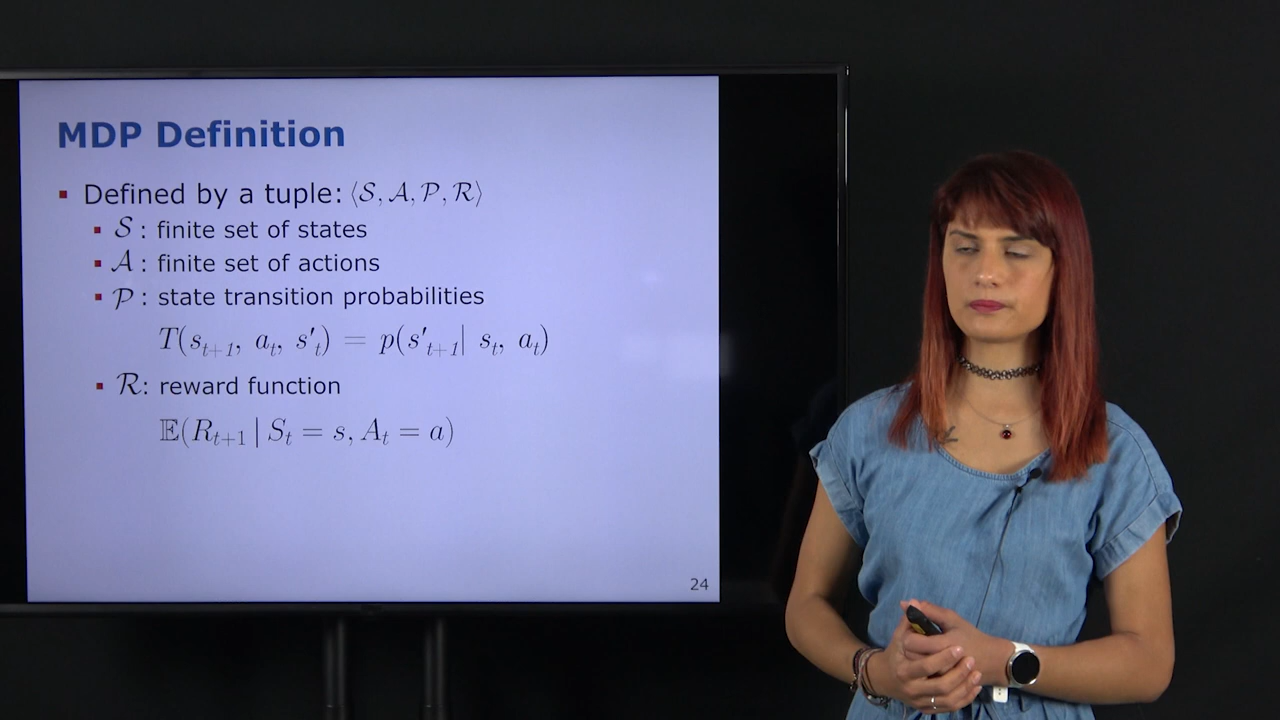 MDP Definition
Defined by a tuple: ⟨𝒮, 𝒜, 𝒫, ℛ⟩
𝒮 : finite set of states
𝒜 : finite set of actions
𝒫 : state transition probabilities
T(s_{t+1}, a_t, s'_t) = p(s'_{t+1}| s_t, a_t)
ℛ: reward function
𝔼(R_{t+1} | S_t = s, A_t = a)
24